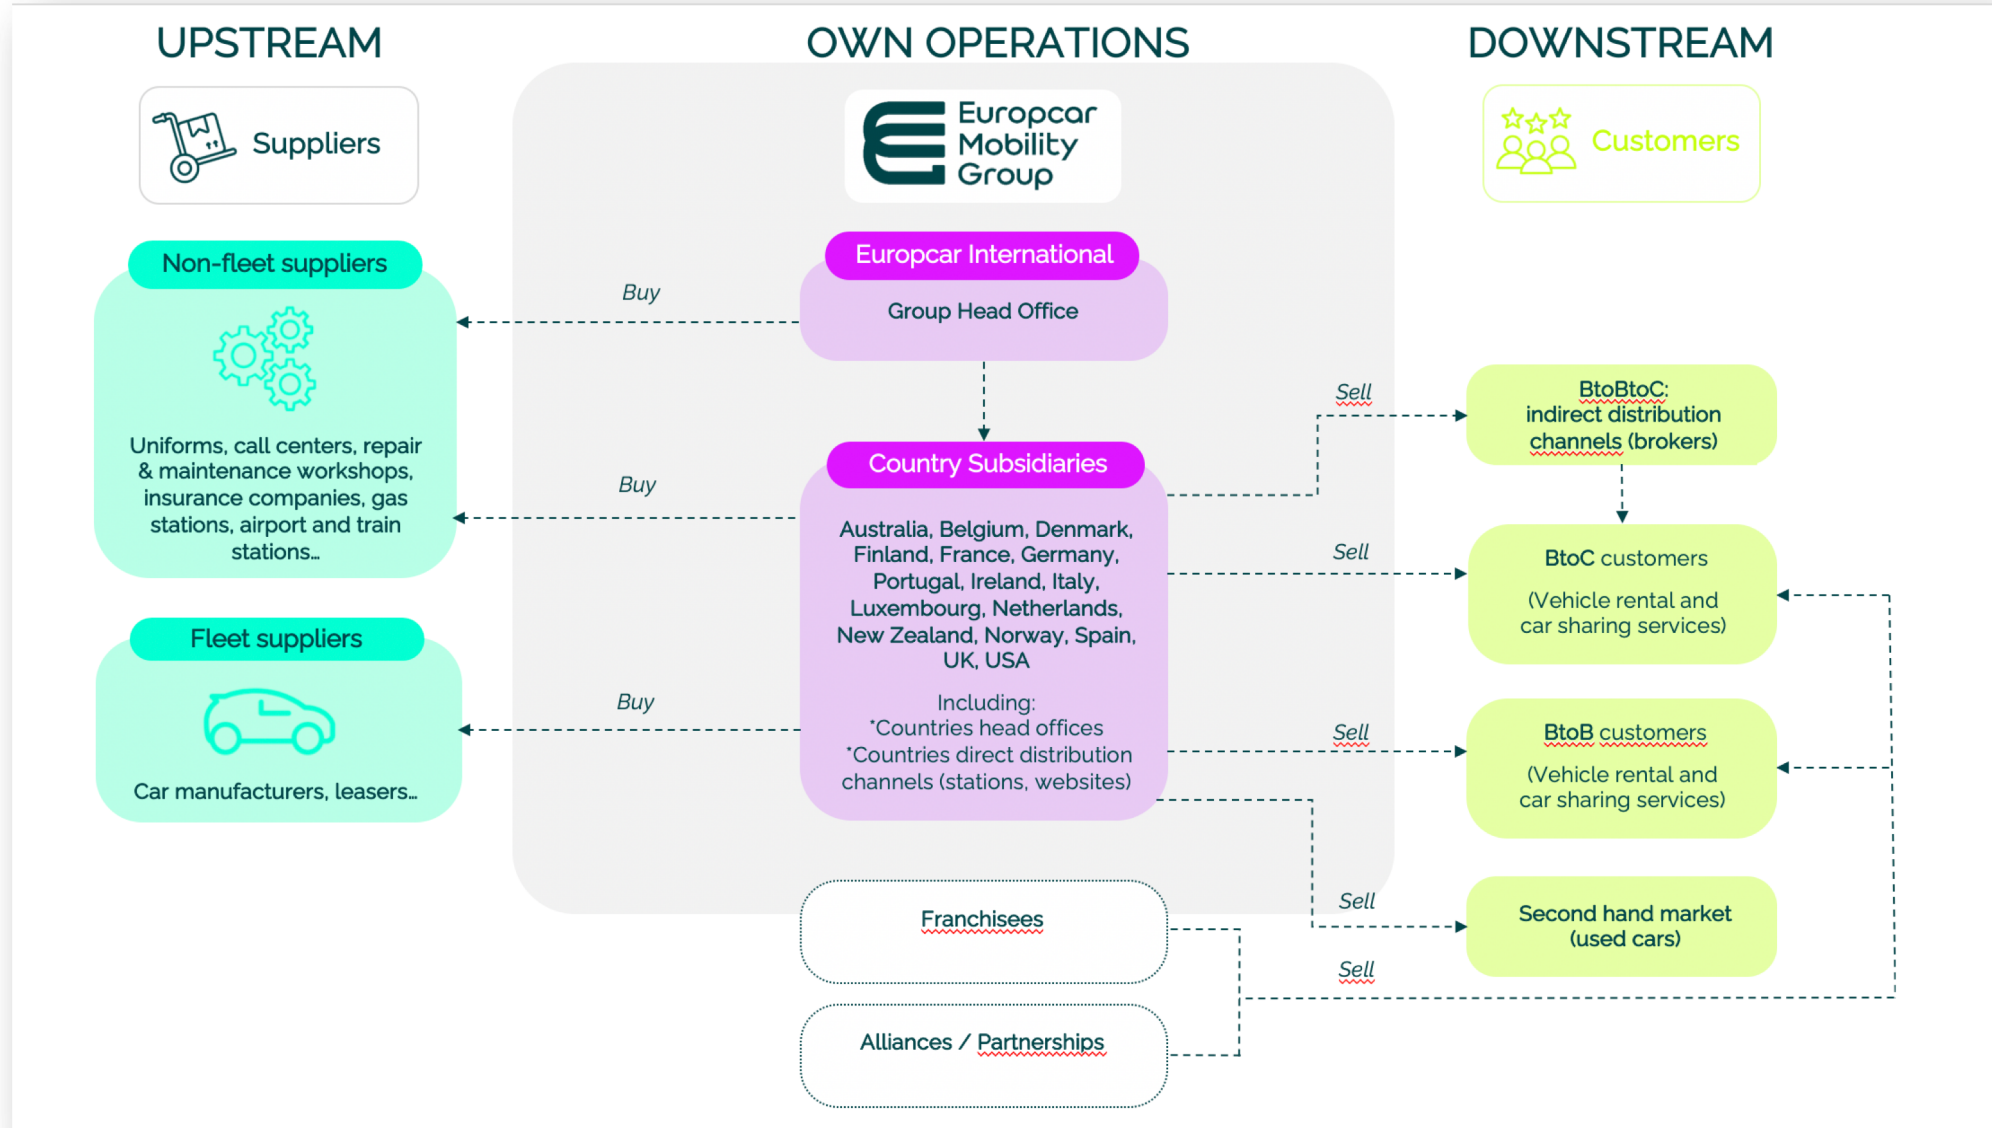 UPSTREAM
OWN OPERATIONS
DOWNSTREAM
Suppliers
Europcar
Mobility
Group
Customers
Non-fleet suppliers
Uniforms, call centers, repair
& maintenance workshops,
insurance companies, gas
stations, airport and train
stations…
Fleet suppliers
Car manufacturers, leasers…
Buy
Buy
Buy
Europcar International
Group Head Office
Country Subsidiaries
Australia, Belgium, Denmark,
Finland, France, Germany,
Portugal, Ireland, Italy,
Luxembourg, Netherlands,
New Zealand, Norway, Spain,
UK, USA
Including:
*Countries head offices
*Countries direct distribution
channels (stations, websites)
Franchisees
Alliances / Partnerships
Sell
Sell
Sell
Sell
Sell
BtoBtoC:
indirect distribution
channels (brokers)
BtoC customers
(Vehicle rental and
car sharing services)
BtoB customers
(Vehicle rental and
car sharing services)
Second hand market
(used cars)